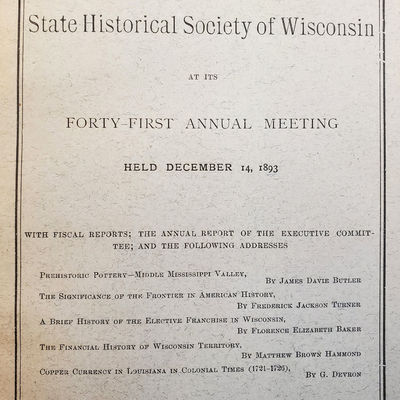 State Historical Society of Wisconsin
AT ITS
FORTY-FIRST ANNUAL MEETING
HELD DECEMBER 14, 1893
WITH FISCAL REPORTS; THE ANNUAL REPORT OF THE EXECUTIVE COMMIT-
TEE; AND THE FOLLOWING ADDRESSES
Prehistoric Pottery—Middle Mississippi Valley,
By James Davie Butler
The Significance of the Frontier in American History,
By Frederick Jackson Turner
A Brief History of the Elective Franchise in Wisconsin,
By Florence Elizabeth Baker
The Financial History of Wisconsin Territory,
By Matthew Brown Hammond
Copper Currency in Louisiana in Colonial Times (1721-1726),
By G. Devron